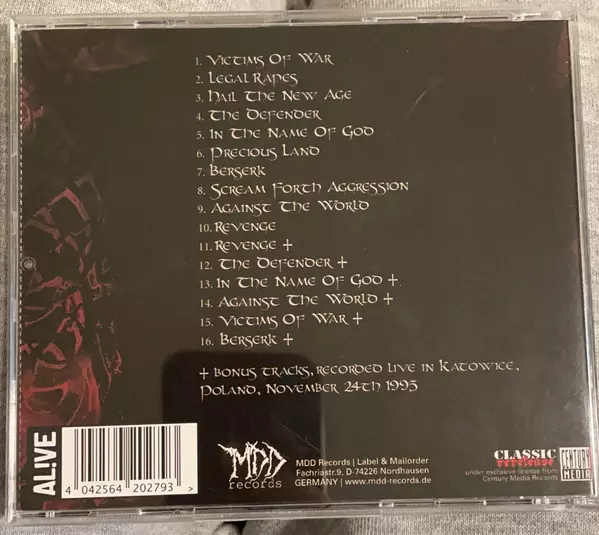 1. Victims Of War
2. Legal Rapes
3. Hail The New Age
4. The Defender
5. In The Name Of God
6. Precious Land
7. Berserk
8. Scream Forth Aggression
9. Against The World
10. Revenge
11. Revenge †
12. The Defender †
13. In The Name Of God †
14. Against The World †
15. Victims Of War †
16. Berserk †
† bonus tracks, recorded live in Katowice,
Poland, November 24th 1995
AL!VE
4 042564 202793 >
MDD
records
MDD Records | Label & Mailorder
Fachriastr.9, D-74226 Nordhausen
GERMANY | www.mdd-records.de
CLASSIC
rerelease
under exclusive license from
Century Media Records
CENTURY
MEDIA